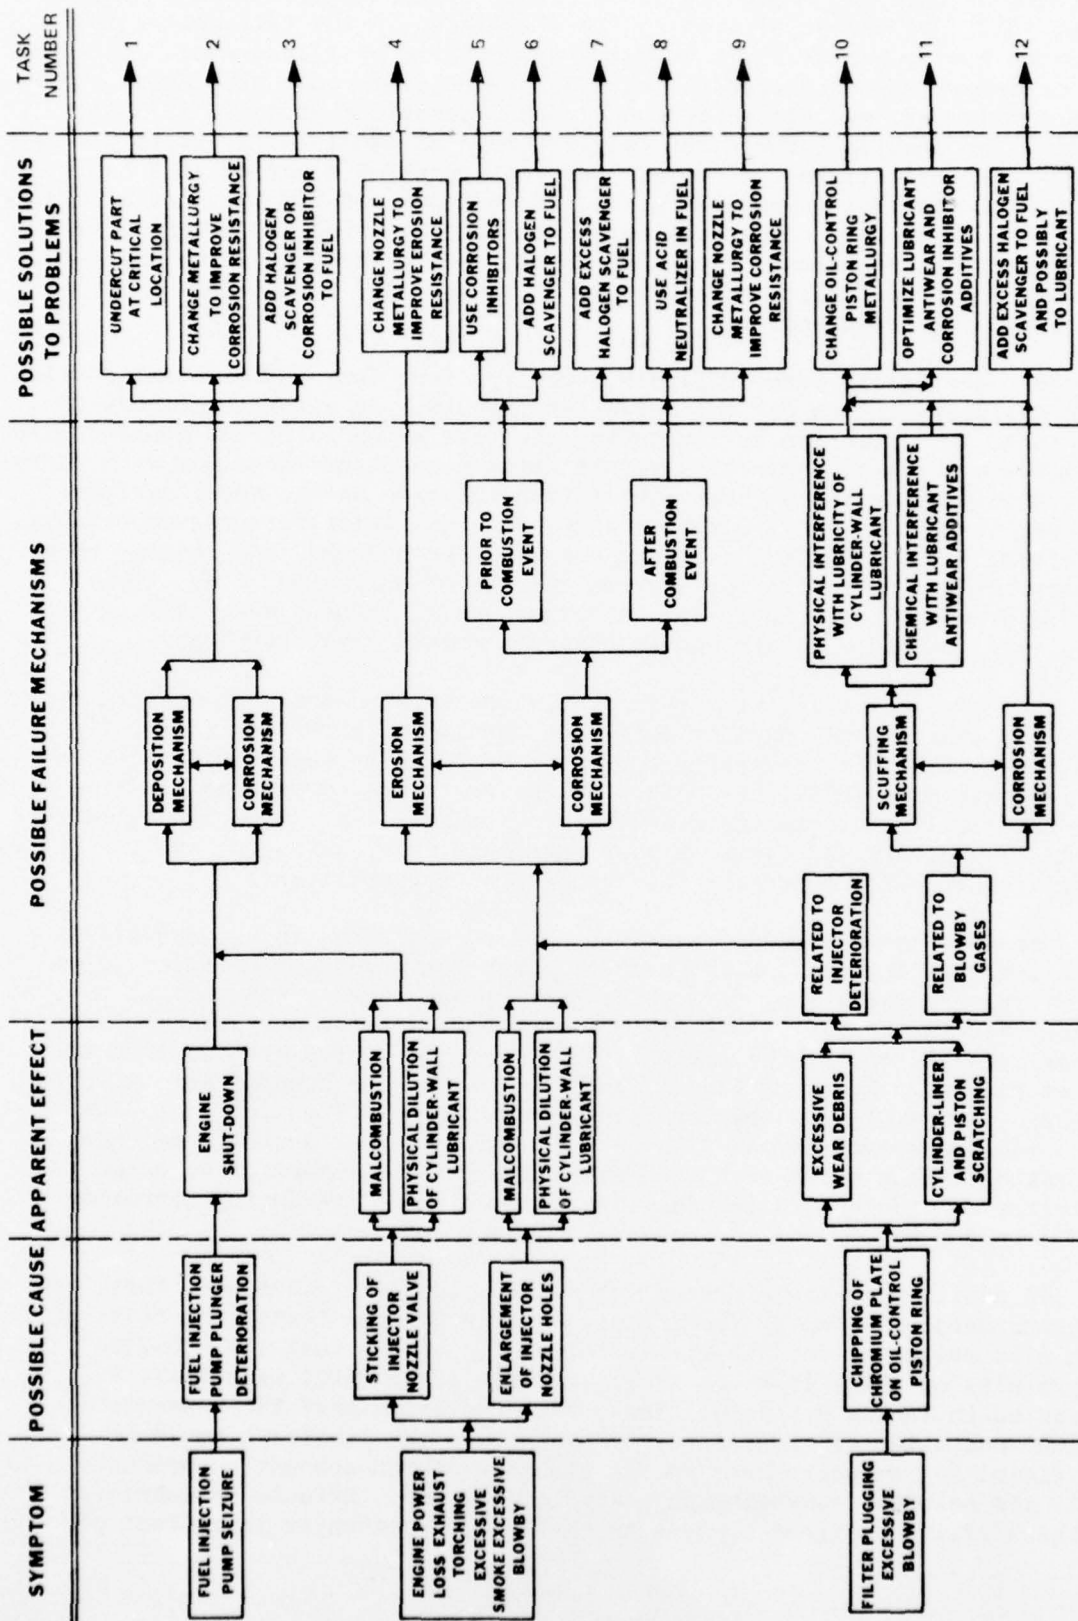 SYMPTOM
POSSIBLE CAUSE
APPARENT EFFECT
POSSIBLE FAILURE MECHANISMS
POSSIBLE SOLUTIONS
TO PROBLEMS
TASK
NUMBER
FUEL INJECTION
PUMP SEIZURE
FUEL INJECTION
PUMP PLUNGER
DETERIORATION
ENGINE
SHUT-DOWN
DEPOSITION
MECHANISM
CORROSION
MECHANISM
UNDERCUT PART
AT CRITICAL
LOCATION
1
CHANGE METALLURGY
TO IMPROVE
CORROSION RESISTANCE
2
ADD HALOGEN
SCAVENGER OR
CORROSION INHIBITOR
TO FUEL
3
ENGINE POWER
LOSS EXHAUST
TORCHING
EXCESSIVE
SMOKE EXCESSIVE
BLOWBY
STICKING OF
INJECTOR
NOZZLE VALVE
MALCOMBUSTION
PHYSICAL DILUTION
OF CYLINDER-WALL
LUBRICANT
ENLARGEMENT
OF INJECTOR
NOZZLE HOLES
MALCOMBUSTION
PHYSICAL DILUTION
OF CYLINDER-WALL
LUBRICANT
EROSION
MECHANISM
CORROSION
MECHANISM
PRIOR TO
COMBUSTION
EVENT
AFTER
COMBUSTION
EVENT
CHANGE NOZZLE
METALLURGY TO
IMPROVE EROSION
RESISTANCE
4
USE CORROSION
INHIBITORS
5
ADD HALOGEN
SCAVENGER TO FUEL
6
ADD EXCESS
HALOGEN SCAVENGER
TO FUEL
7
USE ACID
NEUTRALIZER IN FUEL
8
CHANGE NOZZLE
METALLURGY TO
IMPROVE CORROSION
RESISTANCE
9
FILTER PLUGGING
EXCESSIVE
BLOWBY
CHIPPING OF
CHROMIUM PLATE
ON OIL-CONTROL
PISTON RING
EXCESSIVE
WEAR DEBRIS
CYLINDER-LINER
AND PISTON
SCRATCHING
RELATED TO
INJECTOR
DETERIORATION
RELATED TO
BLOWBY
GASES
SCUFFING
MECHANISM
CORROSION
MECHANISM
PHYSICAL INTERFERENCE
WITH LUBRICITY OF
CYLINDER-WALL
LUBRICANT
CHEMICAL INTERFERENCE
WITH LUBRICANT
ANTIWEAR ADDITIVES
CHANGE OIL-CONTROL
PISTON RING
METALLURGY
10
OPTIMIZE LUBRICANT
ANTIWEAR AND
CORROSION INHIBITOR
ADDITIVES
11
ADD EXCESS HALOGEN
SCAVENGER TO FUEL
AND POSSIBLY
TO LUBRICANT
12